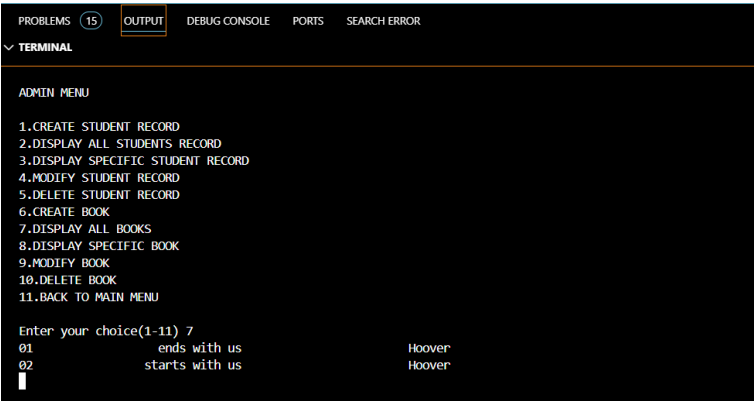 PROBLEMS 15 OUTPUT DEBUG CONSOLE PORTS SEARCH ERROR
TERMINAL
ADMIN MENU
1.CREATE STUDENT RECORD
2.DISPLAY ALL STUDENTS RECORD
3.DISPLAY SPECIFIC STUDENT RECORD
4.MODIFY STUDENT RECORD
5.DELETE STUDENT RECORD
6.CREATE BOOK
7.DISPLAY ALL BOOKS
8.DISPLAY SPECIFIC BOOK
9.MODIFY BOOK
10.DELETE BOOK
11.BACK TO MAIN MENU
Enter your choice(1-11) 7
01 ends with us Hoover
02 starts with us Hoover